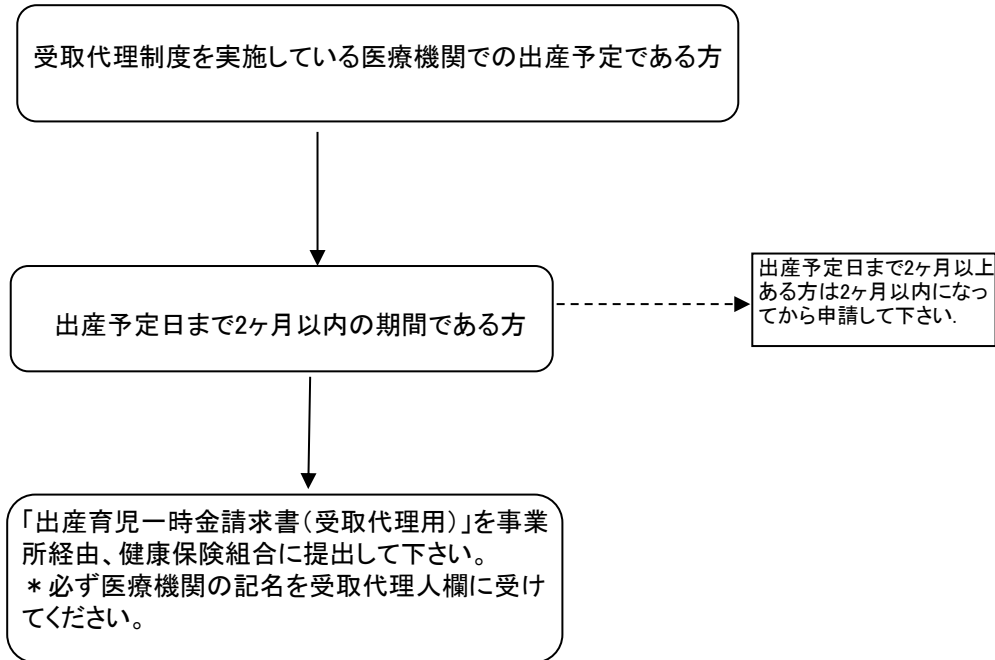 受取代理制度を実施している医療機関での出産予定である方
出産予定日まで2ヶ月以内の期間である方
出産予定日まで2ヶ月以上
ある方は2ヶ月以内になっ
てから申請して下さい.
「出産育児一時金請求書(受取代理用)」を事業
所経由、健康保険組合に提出して下さい。
＊必ず医療機関の記名を受取代理人欄に受け
てください。